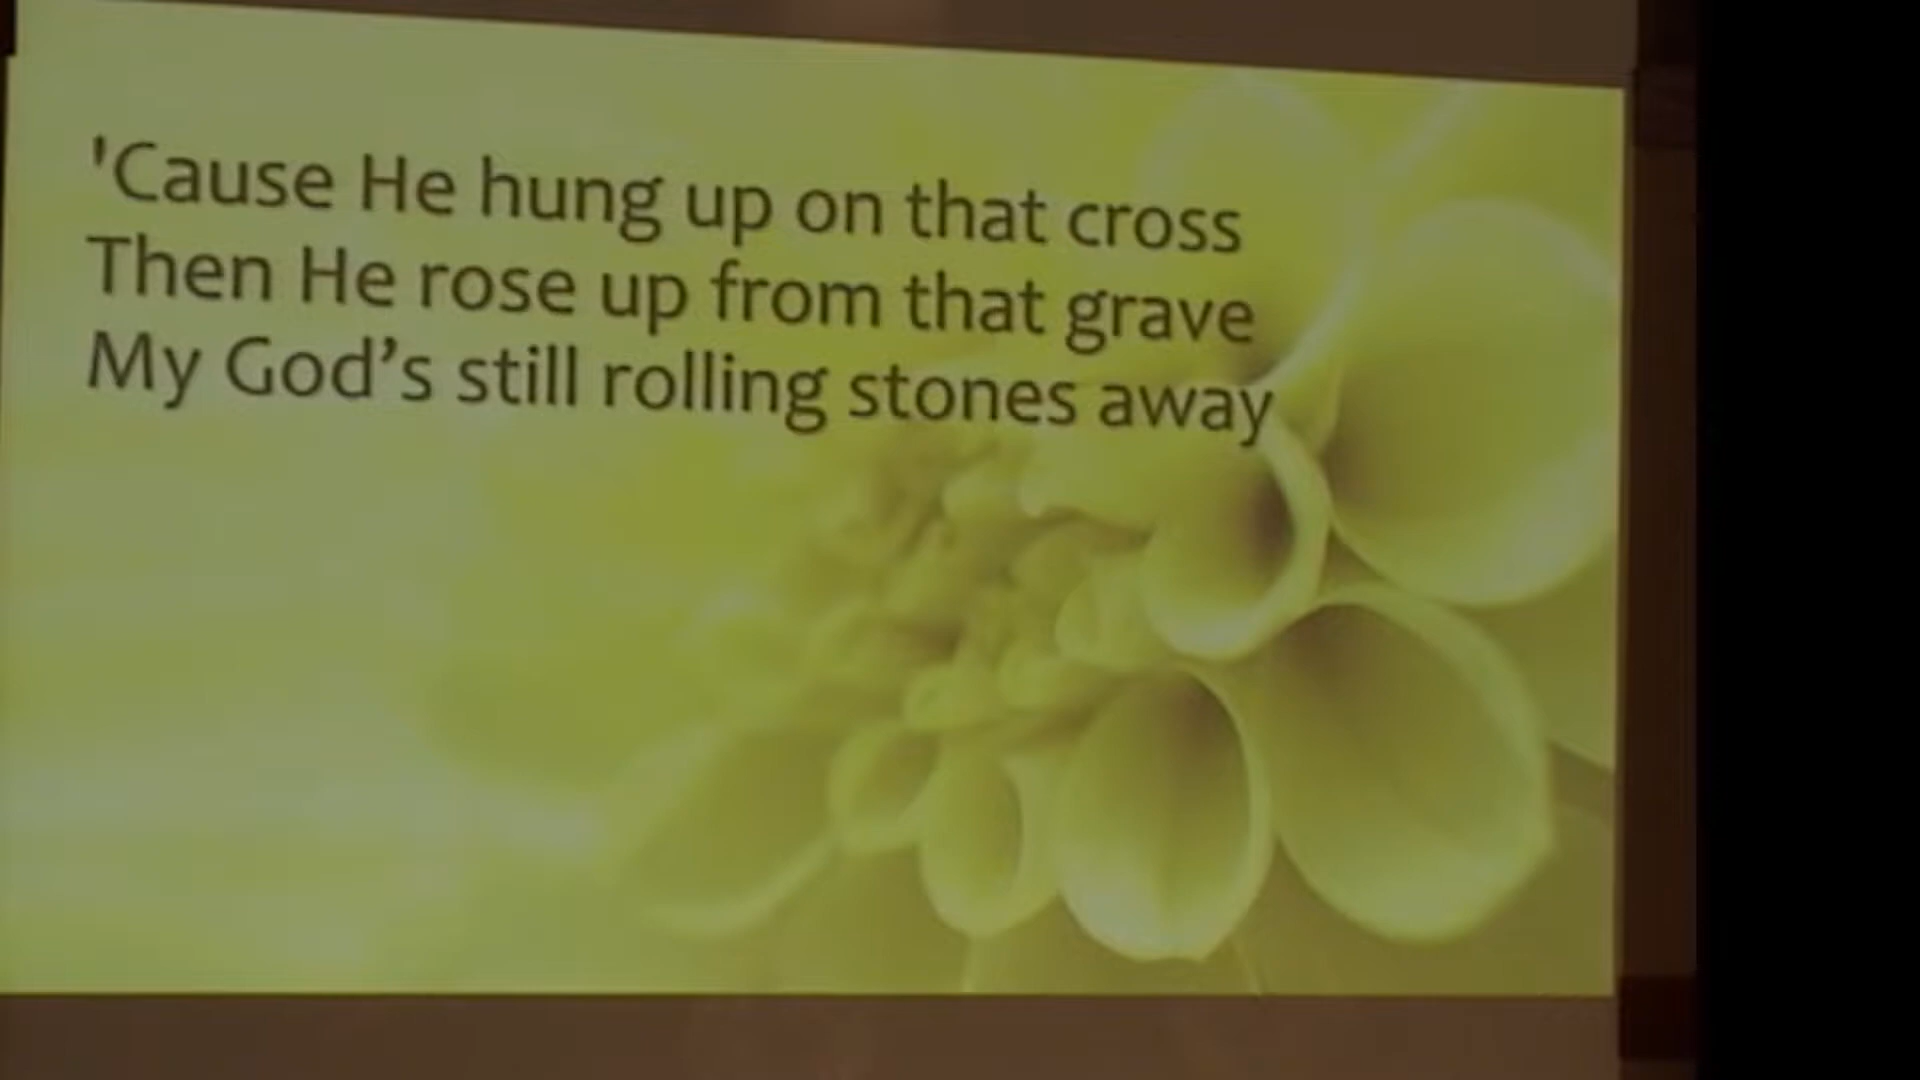 'Cause He hung up on that cross
Then He rose up from that grave
My God’s still rolling stones away